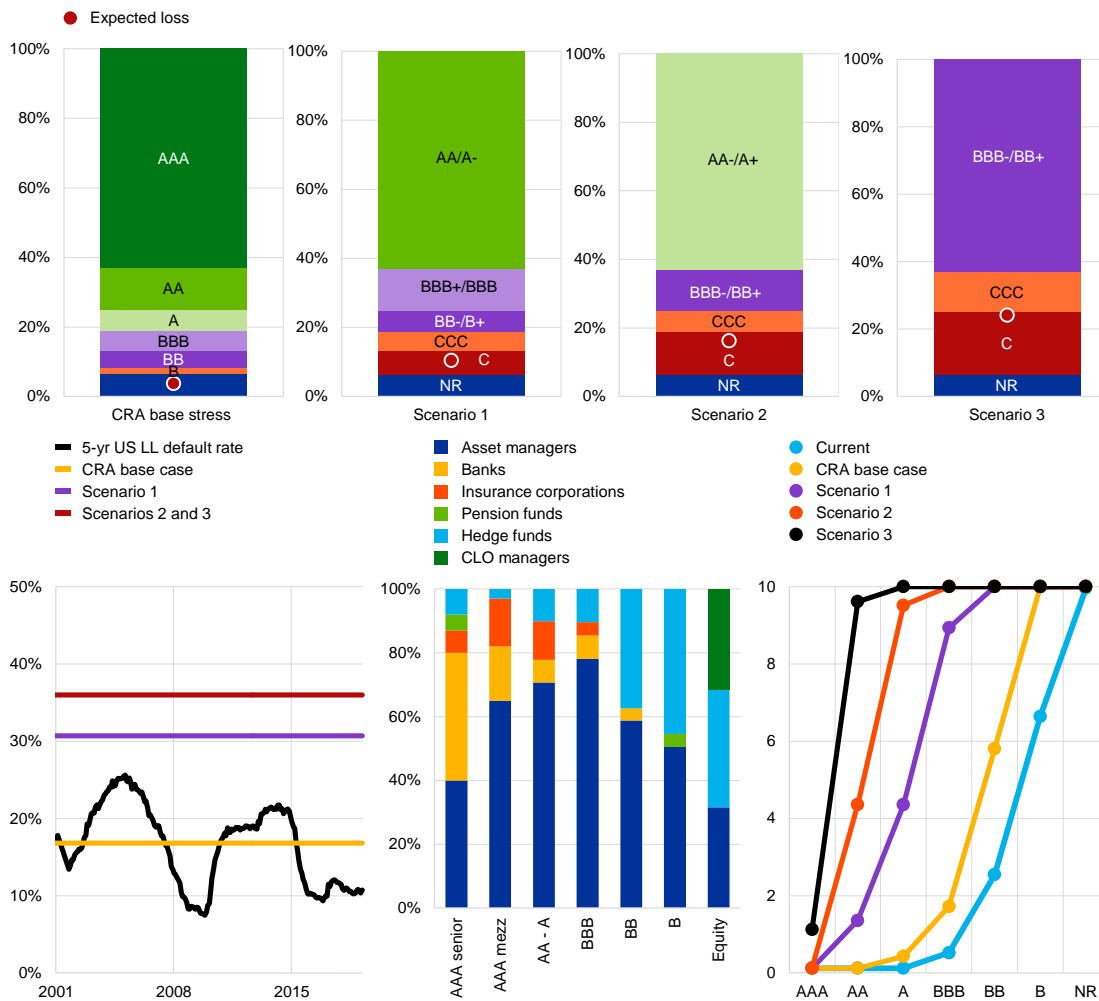 Expected loss
100%
80%
60%
40%
20%
0%
AAA
AA
A
BBB
BB
B
CRA base stress
100%
80%
60%
40%
20%
0%
AA/A-
BBB+/BBB
BB-/B+
CCC
C
NR
Scenario 1
100%
80%
60%
40%
20%
0%
AA-/A+
BBB-/BB+
CCC
C
NR
Scenario 2
100%
80%
60%
40%
20%
0%
BBB-/BB+
CCC
C
NR
Scenario 3
5-yr US LL default rate
CRA base case
Scenario 1
Scenarios 2 and 3
50%
40%
30%
20%
10%
0%
2001
2008
2015
Asset managers
Banks
Insurance corporations
Pension funds
Hedge funds
CLO managers
100%
80%
60%
40%
20%
0%
AAA senior
AAA mezz
AA - A
BBB
BB
B
Equity
Current
CRA base case
Scenario 1
Scenario 2
Scenario 3
10
8
6
4
2
0
AAA
AA
A
BBB
BB
B
NR